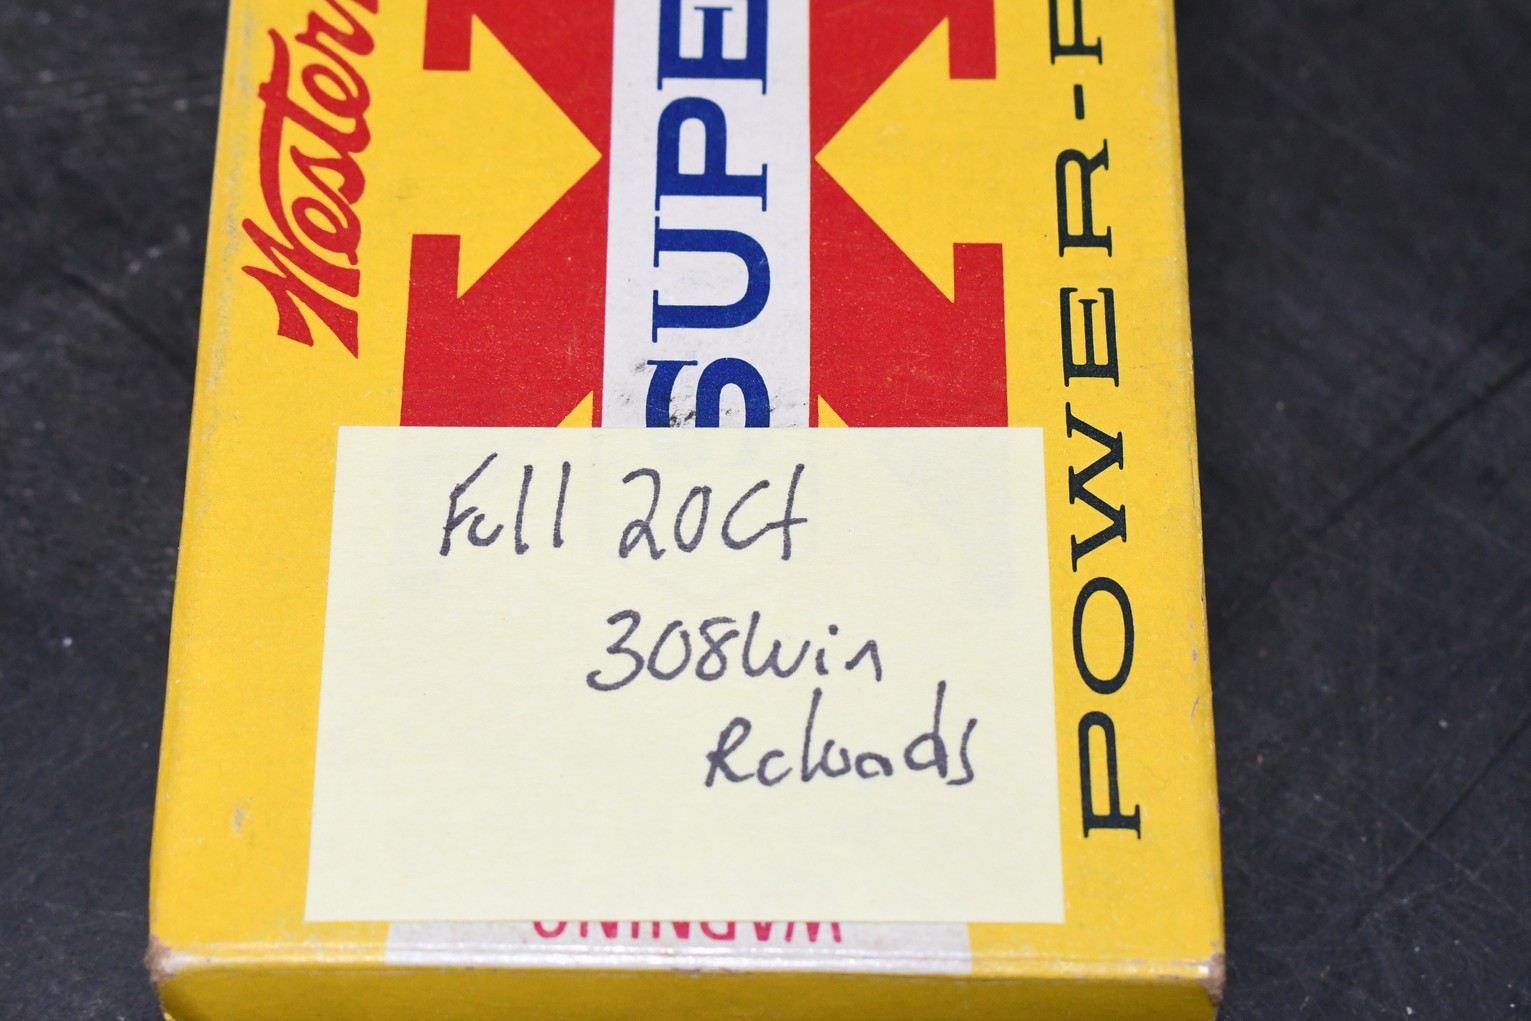 Western
SUPE
POWER-P
Full 20Ct
308Win
Reloads
WARNING